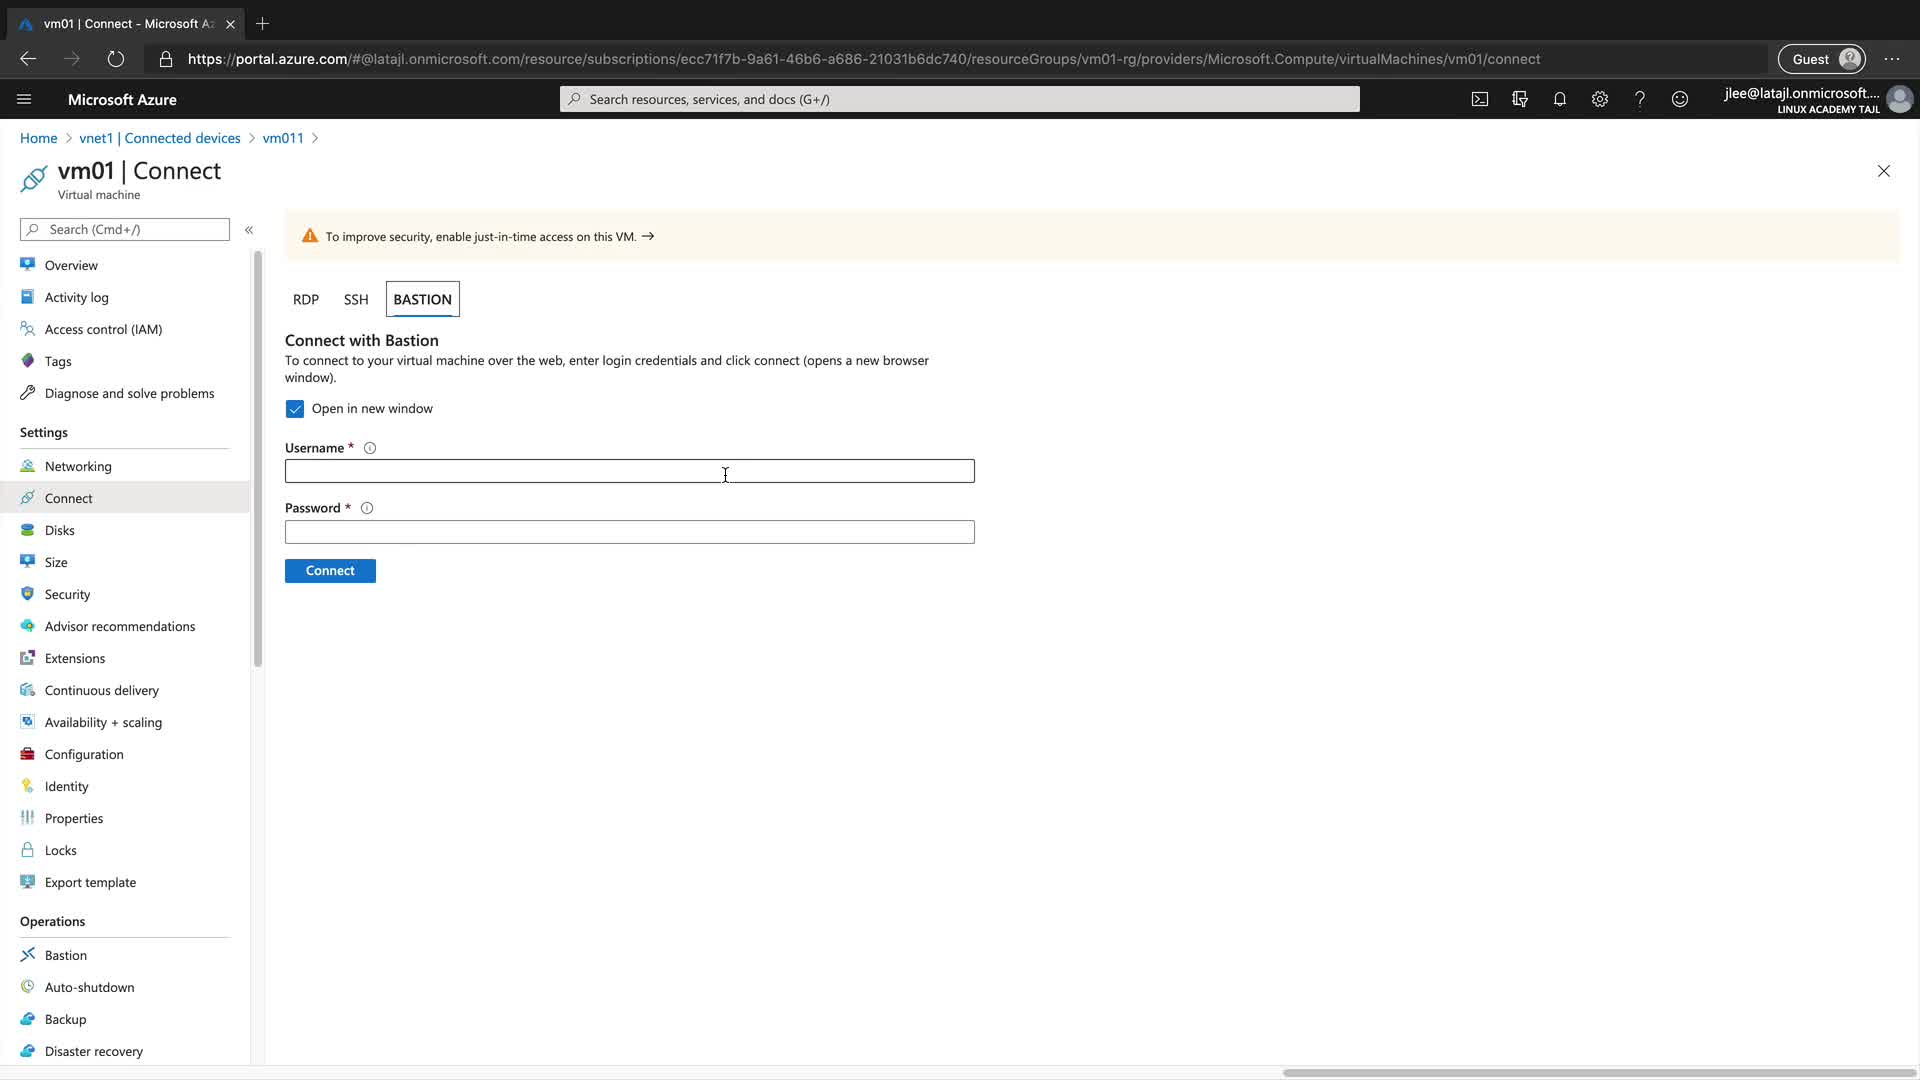 vm01 | Connect - Microsoft Az
https://portal.azure.com/#@latajl.onmicrosoft.com/resource/subscriptions/ecc71f7b-9a61-46b6-a686-21031b6dc740/resourceGroups/vm01-rg/providers/Microsoft.Compute/virtualMachines/vm01/connect
Guest
Microsoft Azure
Search resources, services, and docs (G+/)
jlee@latajl.onmicrosoft....
LINUX ACADEMY TAJL
Home > vnet1 | Connected devices > vm011 >
vm01 | Connect
Virtual machine
Search (Cmd+/)
«
To improve security, enable just-in-time access on this VM. →
Overview
Activity log
Access control (IAM)
Tags
Diagnose and solve problems
Settings
Networking
Connect
Disks
Size
Security
Advisor recommendations
Extensions
Continuous delivery
Availability + scaling
Configuration
Identity
Properties
Locks
Export template
Operations
Bastion
Auto-shutdown
Backup
Disaster recovery
RDP SSH BASTION
Connect with Bastion
To connect to your virtual machine over the web, enter login credentials and click connect (opens a new browser
window).
Open in new window
Username *
Password *
Connect